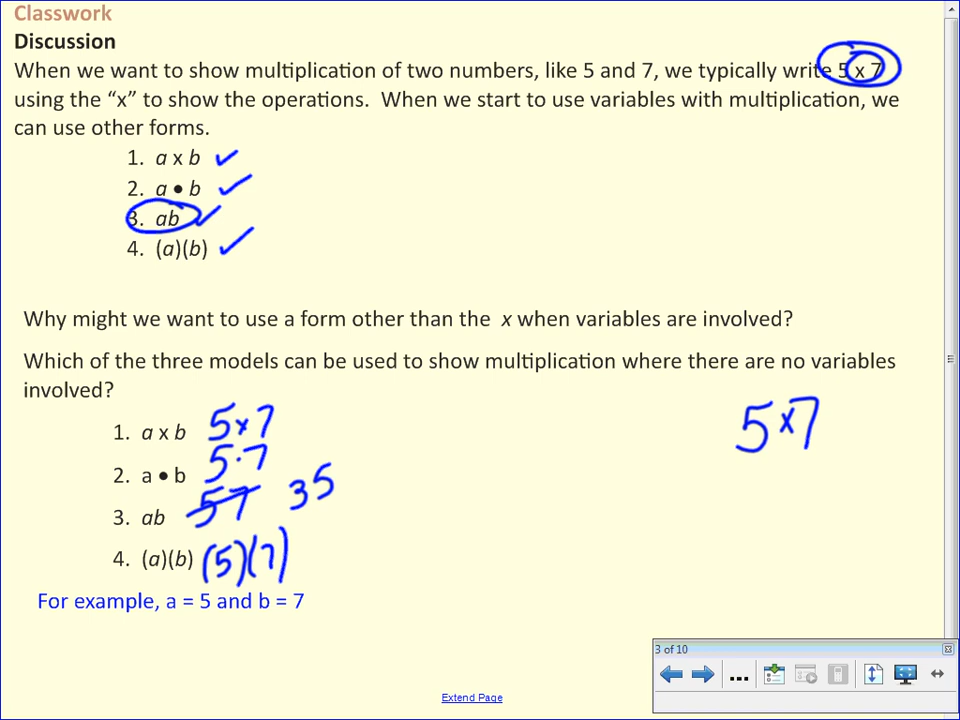 Classwork
Discussion
When we want to show multiplication of two numbers, like 5 and 7, we typically write 5 x 7
using the “x” to show the operations. When we start to use variables with multiplication, we
can use other forms.
1. a x b
2. a • b
3. ab
4. (a)(b)
Why might we want to use a form other than the x when variables are involved?
Which of the three models can be used to show multiplication where there are no variables
involved?
5 x 7
1. a x b 5 x 7
2. a • b 5 · 7
3. ab 57 35
4. (a)(b) (5)(7)
For example, a = 5 and b = 7
3 of 10
...
Extend Page